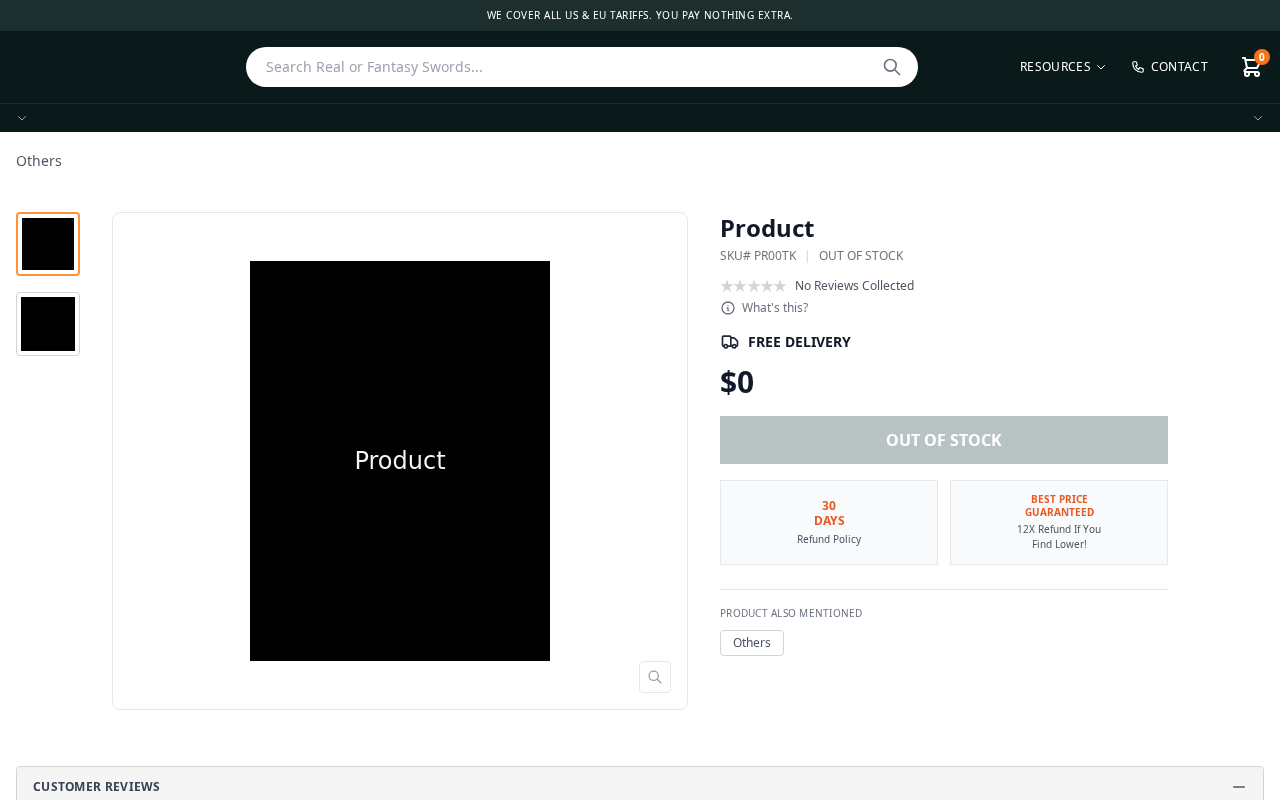 WE COVER ALL US & EU TARIFFS. YOU PAY NOTHING EXTRA.
Search Real or Fantasy Swords...
RESOURCES
CONTACT
0
Others
Product
Product
SKU# PR00TK
OUT OF STOCK
No Reviews Collected
What's this?
FREE DELIVERY
$0
OUT OF STOCK
30
DAYS
Refund Policy
BEST PRICE
GUARANTEED
12X Refund If You
Find Lower!
PRODUCT ALSO MENTIONED
Others
CUSTOMER REVIEWS